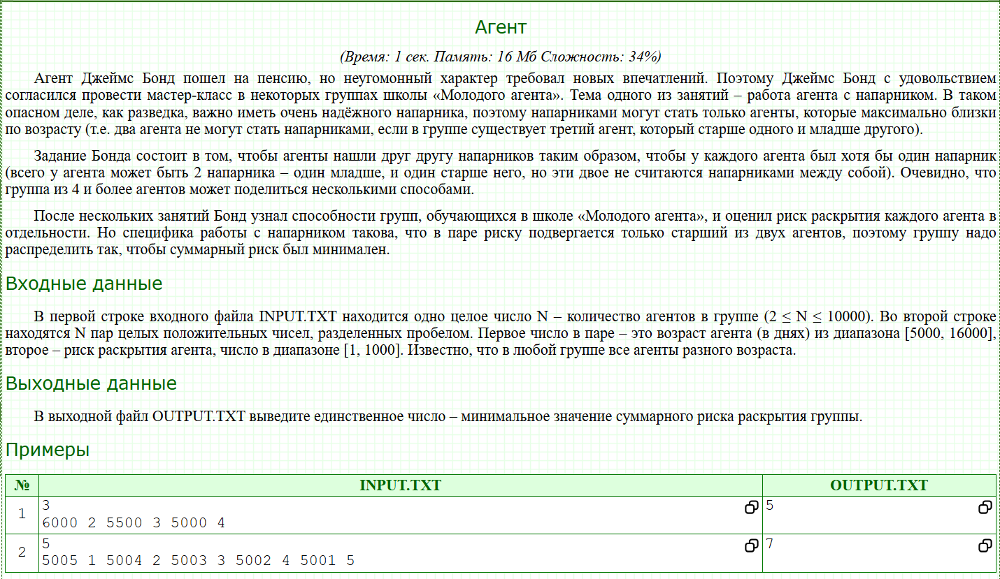 Агент
(Время: 1 сек. Память: 16 Мб Сложность: 34%)
Агент Джеймс Бонд пошел на пенсию, но неугомонный характер требовал новых впечатлений. Поэтому Джеймс Бонд с удовольствием
согласился провести мастер-класс в некоторых группах школы «Молодого агента». Тема одного из занятий – работа агента с напарником. В таком
опасном деле, как разведка, важно иметь очень надёжного напарника, поэтому напарниками могут стать только агенты, которые максимально близки
по возрасту (т.е. два агента не могут стать напарниками, если в группе существует третий агент, который старше одного и младше другого).
Задание Бонда состоит в том, чтобы агенты нашли друг другу напарников таким образом, чтобы у каждого агента был хотя бы один напарник
(всего у агента может быть 2 напарника – один младше, и один старше него, но эти двое не считаются напарниками между собой). Очевидно, что
группа из 4 и более агентов может поделиться несколькими способами.
После нескольких занятий Бонд узнал способности групп, обучающихся в школе «Молодого агента», и оценил риск раскрытия каждого агента в
отдельности. Но специфика работы с напарником такова, что в паре риску подвергается только старший из двух агентов, поэтому группу надо
распределить так, чтобы суммарный риск был минимален.
Входные данные
В первой строке входного файла INPUT.TXT находится одно целое число N – количество агентов в группе (2 ≤ N ≤ 10000). Во второй строке
находятся N пар целых положительных чисел, разделенных пробелом. Первое число в паре – это возраст агента (в днях) из диапазона [5000, 16000],
второе – риск раскрытия агента, число в диапазоне [1, 1000]. Известно, что в любой группе все агенты разного возраста.
Выходные данные
В выходной файл OUTPUT.TXT выведите единственное число – минимальное значение суммарного риска раскрытия группы.
Примеры
№ INPUT.TXT OUTPUT.TXT
1 3 5
6000 2 5500 3 5000 4
2 5 7
5005 1 5004 2 5003 3 5002 4 5001 5